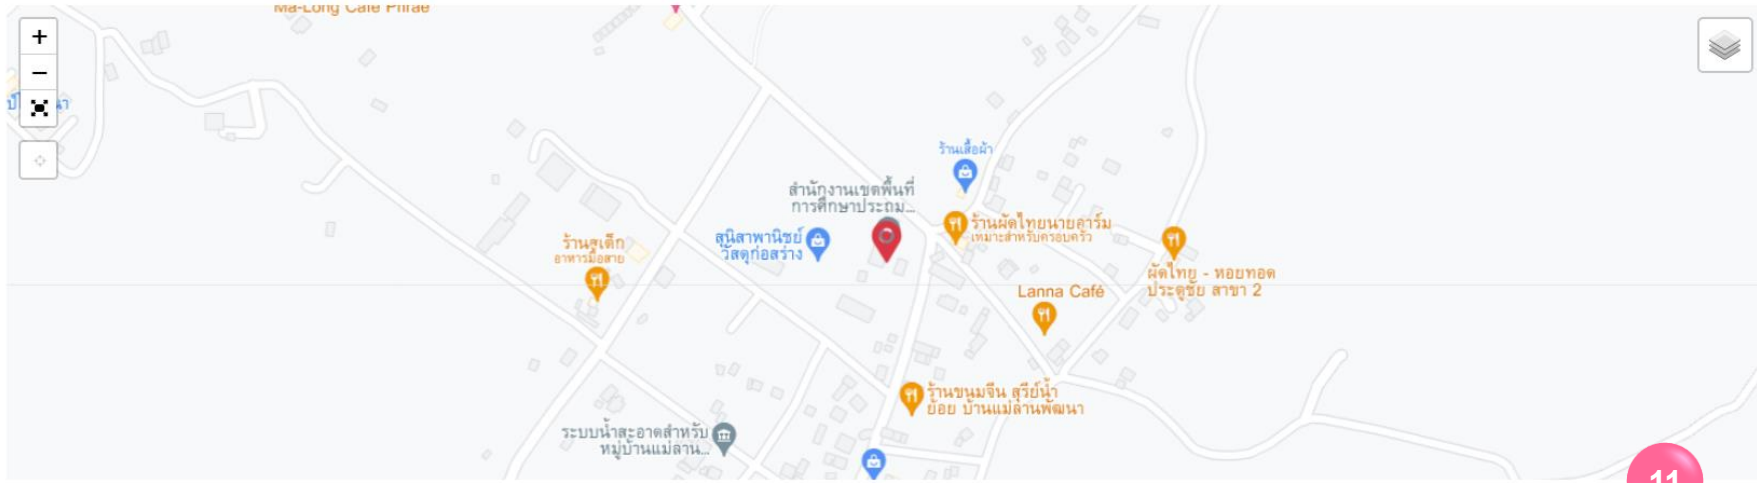 Ma-Long Cafe Phrae
+
−
ร้านเสื้อผ้า
สำนักงานเขตพื้นที่
การศึกษาประถม...
ร้านผัดไทยนายอาร์ม
เหมาะสำหรับครอบครัว
สุนิสาพานิชย์
วัสดุก่อสร้าง
ร้านสูเด็ก
อาหารมือสาย
ผัดไทย - หอยทอด
ประตูชัย สาขา 2
Lanna Café
ร้านขนมจีน สุรีย์น้ำ
ย้อย บ้านแม่ลานพัฒนา
ระบบน้ำสะอาดสำหรับ
หมู่บ้านแม่ลาน...
11